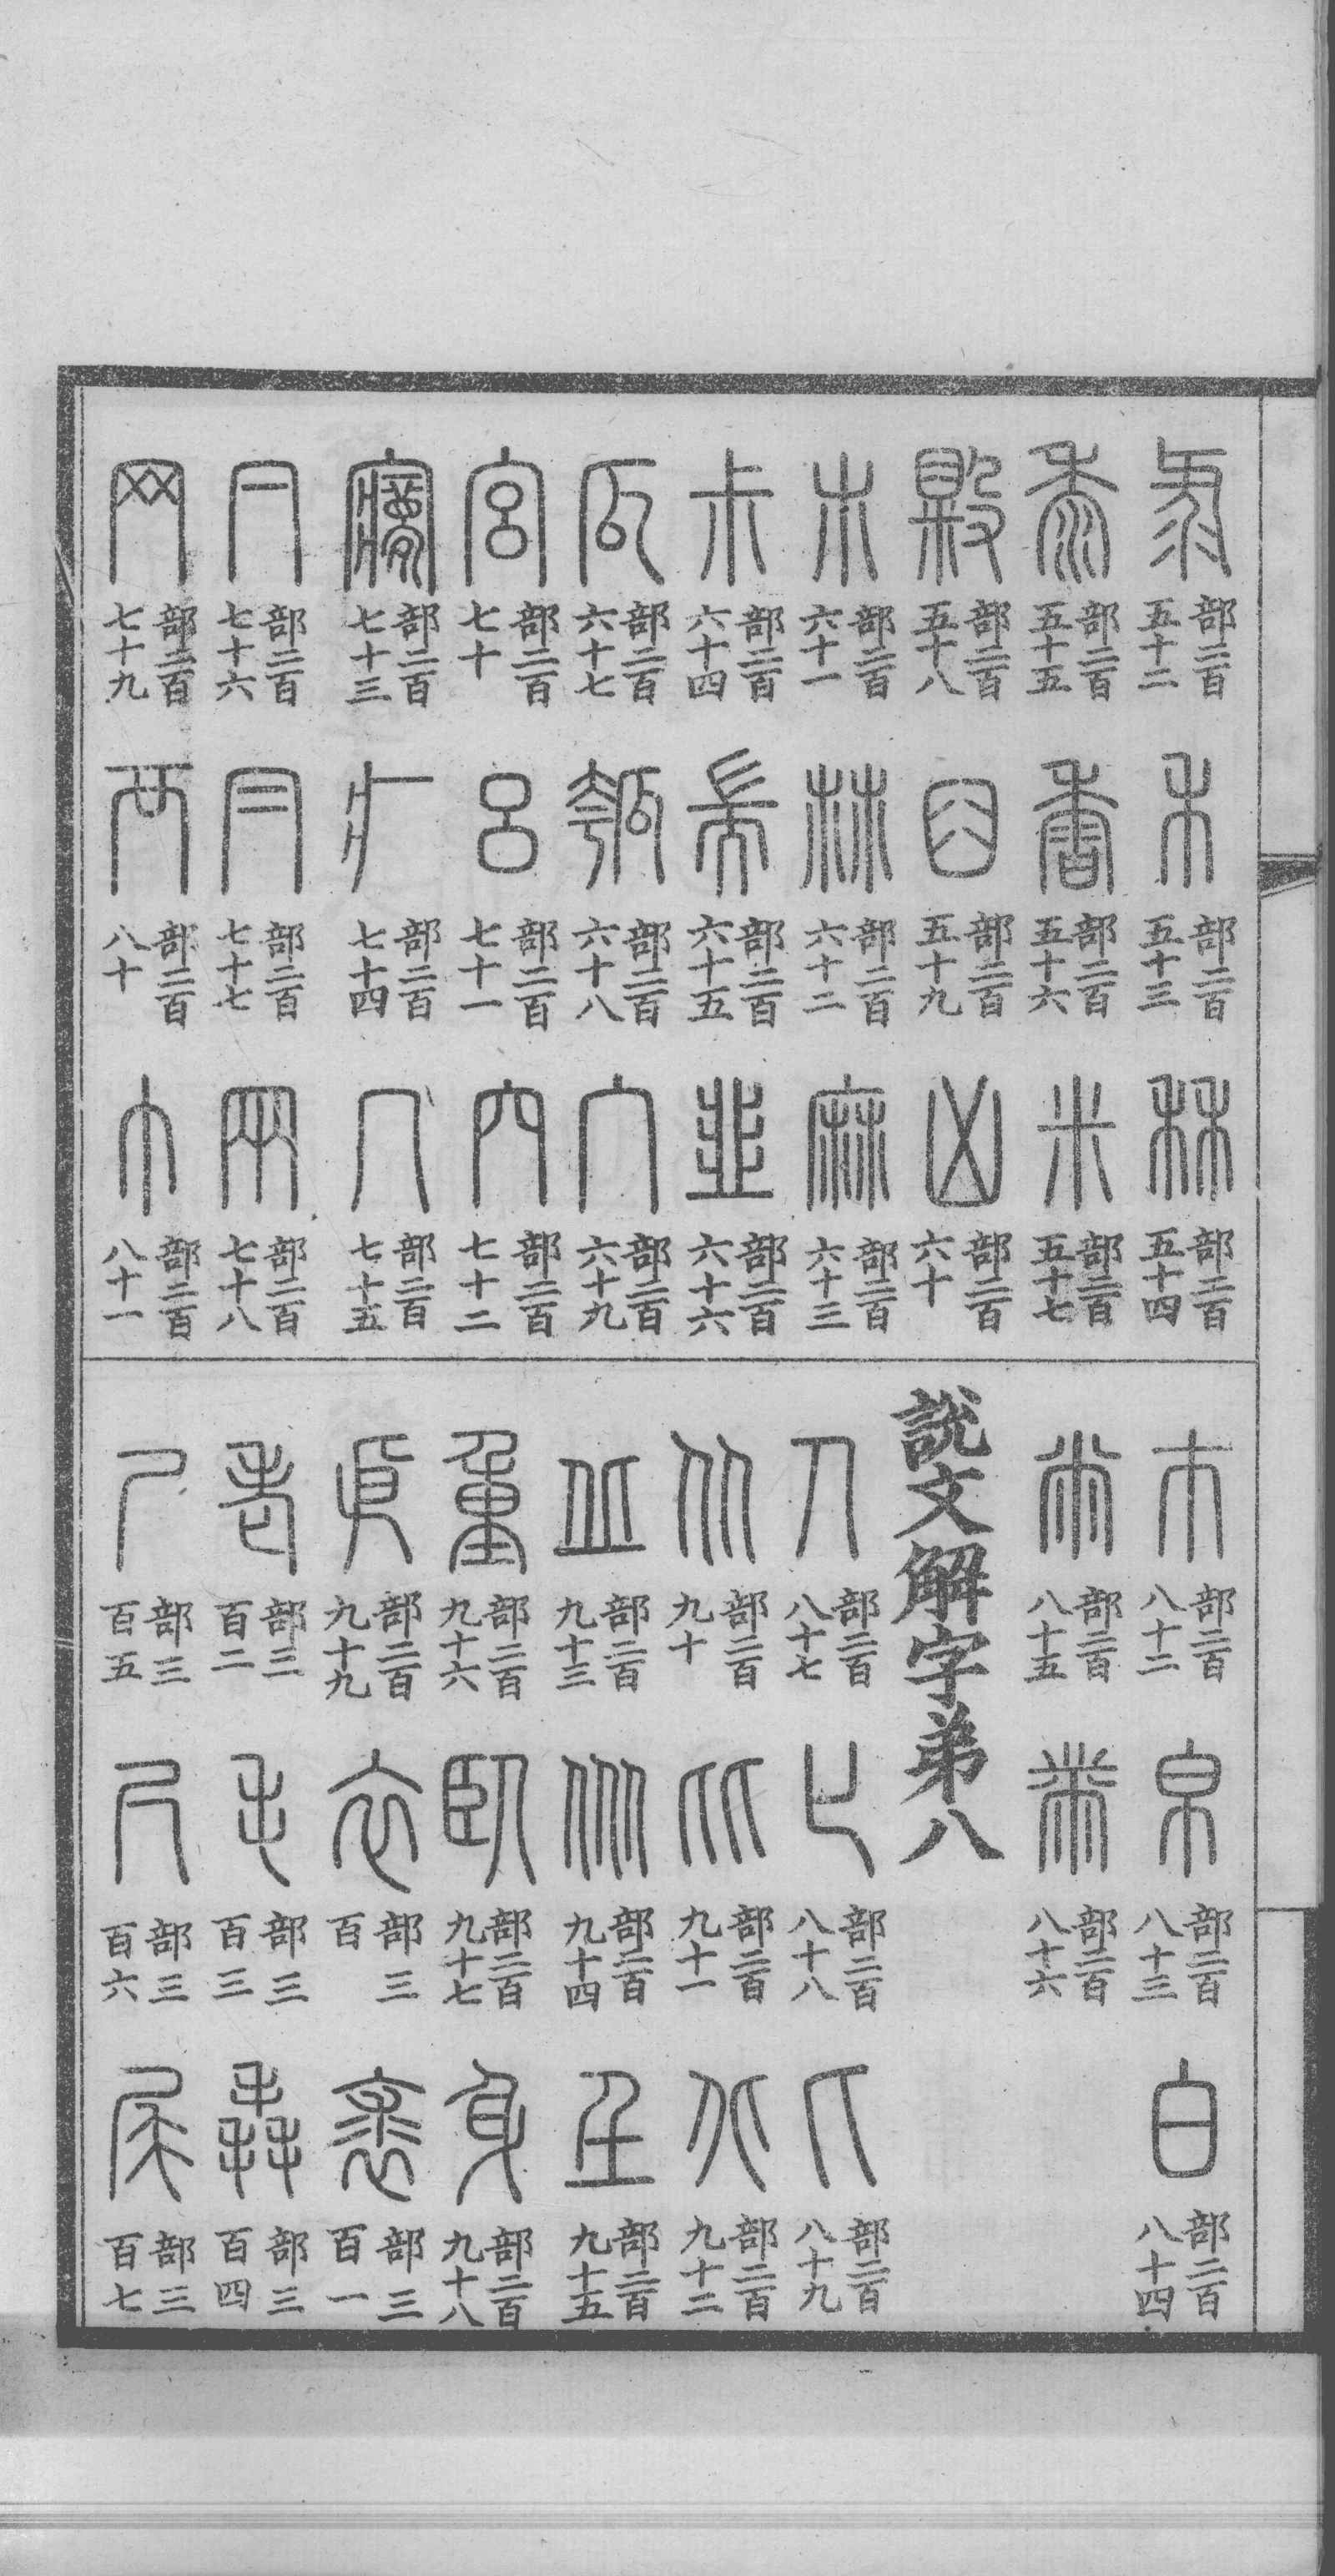 彔部二百五十二 禾部二百五十三 秝部二百五十四
黍部二百五十五 香部二百五十六 米部二百五十七
毇部二百五十八 臼部二百五十九 凶部二百六十
朩部二百六十一 𣏟部二百六十二 麻部二百六十三
尗部二百六十四 耑部二百六十五 韭部二百六十六
瓜部二百六十七 瓠部二百六十八 宀部二百六十九
宮部二百七十 呂部二百七十一 穴部二百七十二
㝱部二百七十三 疒部二百七十四 冖部二百七十五
𠔼部二百七十六 冃部二百七十七 㒳部二百七十八
网部二百七十九 襾部二百八十 巾部二百八十一
巿部二百八十二 帛部二百八十三 白部二百八十四
㡀部二百八十五 黹部二百八十六
說文解字弟八
人部二百八十七 𠤎部二百八十八 匕部二百八十九
从部二百九十 比部二百九十一 北部二百九十二
丘部二百九十三 㐺部二百九十四 𡈼部二百九十五
重部二百九十六 臥部二百九十七 身部二百九十八
㐆部二百九十九 衣部三百 裘部三百一
老部三百二 毛部三百三 毳部三百四
尸部三百五 尺部三百六 尾部三百七